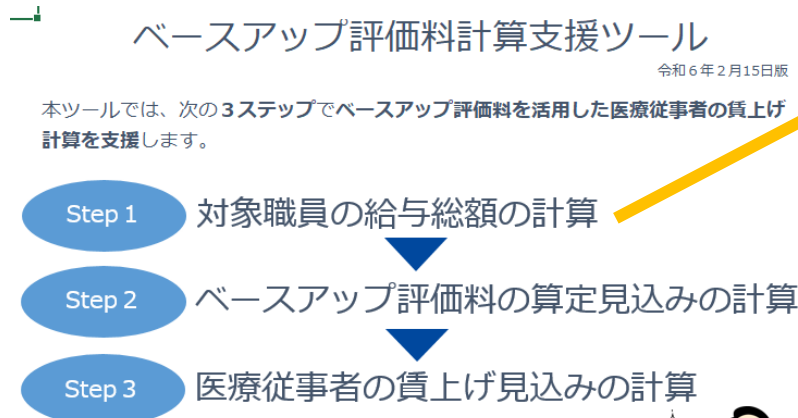 ベースアップ評価料計算支援ツール
令和６年２月15日版
本ツールでは、次の３ステップでベースアップ評価料を活用した医療従事者の賃上げ
計算を支援します。
Step 1 対象職員の給与総額の計算
Step 2 ベースアップ評価料の算定見込みの計算
Step 3 医療従事者の賃上げ見込みの計算